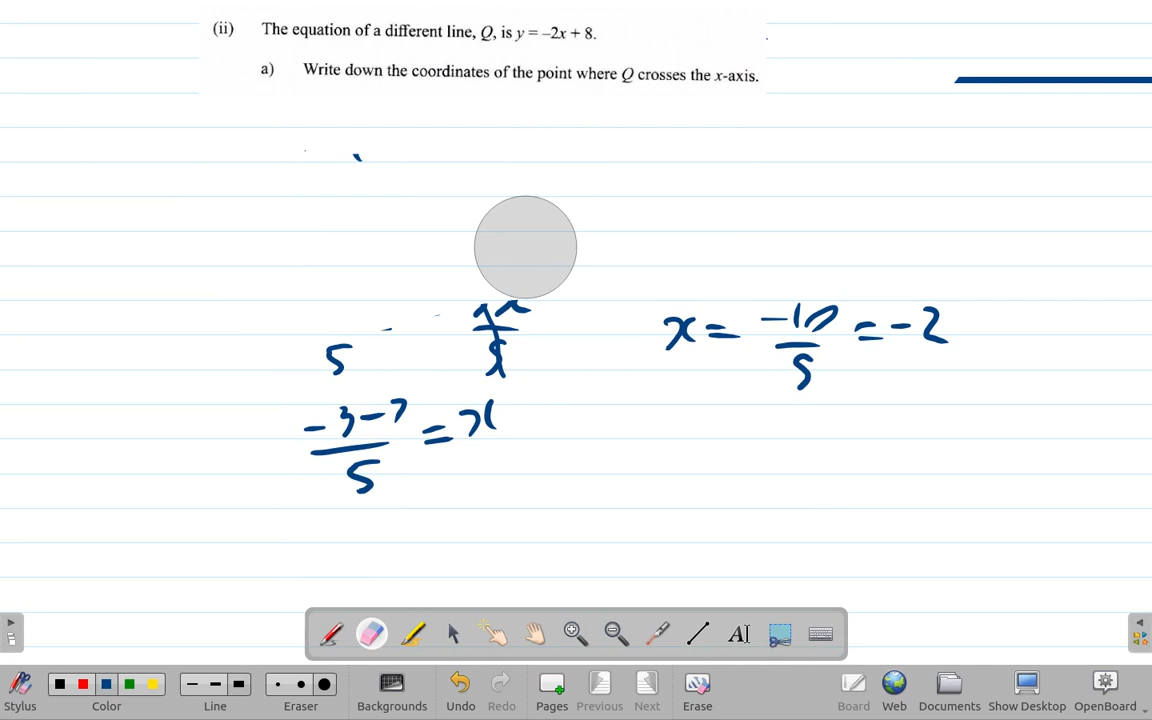 (ii) The equation of a different line, Q, is y = –2x + 8.
a) Write down the coordinates of the point where Q crosses the x-axis.
x = -10/5 = -2
5
-3-7/5 = x
Stylus Color Line Eraser Backgrounds Undo Redo Pages Previous Next Erase Board Web Documents Show Desktop OpenBoard